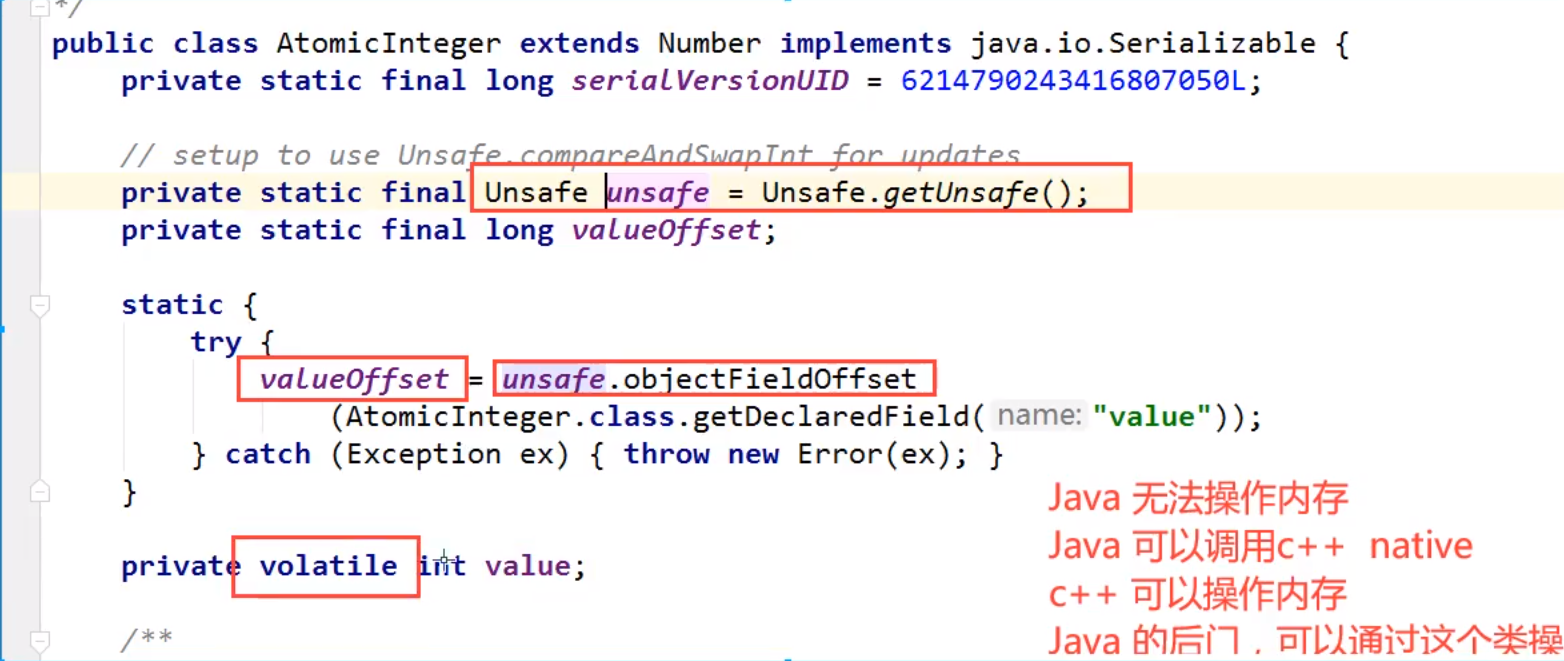 */
public class AtomicInteger extends Number implements java.io.Serializable {
private static final long serialVersionUID = 6214790243416807050L;
// setup to use Unsafe.compareAndSwapInt for updates
private static final Unsafe unsafe = Unsafe.getUnsafe();
private static final long valueOffset;
static {
try {
valueOffset = unsafe.objectFieldOffset
(AtomicInteger.class.getDeclaredField( name: "value"));
} catch (Exception ex) { throw new Error(ex); }
}
Java 无法操作内存
Java 可以调用c++ native
private volatile int value;
c++ 可以操作内存
/**
Java 的后门，可以通过这个类操